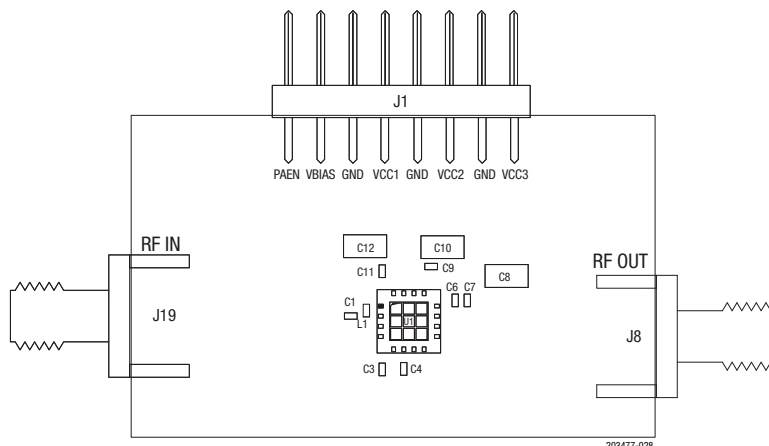 J1
PAEN VBIAS GND VCC1 GND VCC2 GND VCC3
RF IN
RF OUT
C12
C10
C11
C9
C8
C6 C7
C1
L1
U1
J19
J8
C3
C4
203477-028